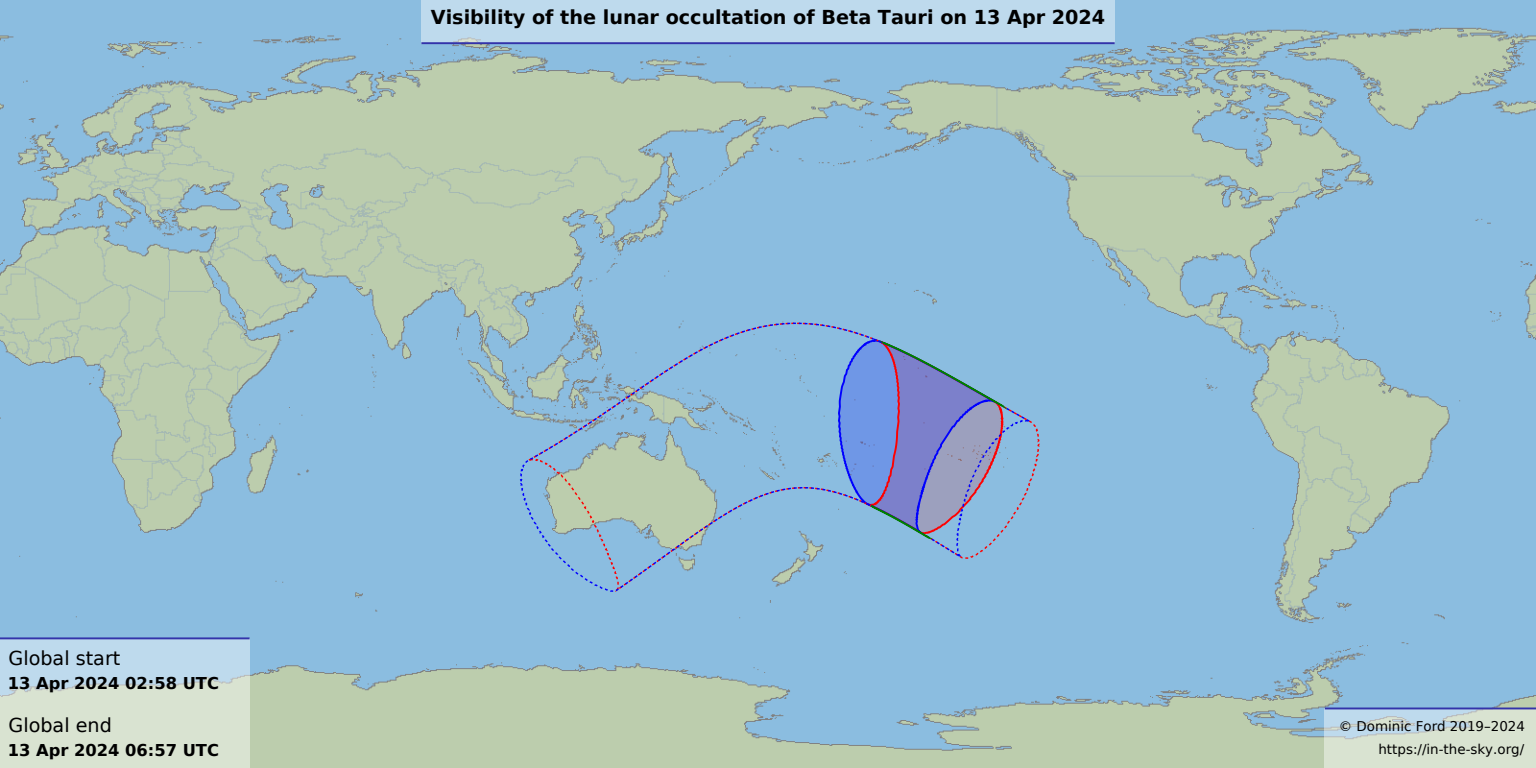 Visibility of the lunar occultation of Beta Tauri on 13 Apr 2024
Global start
13 Apr 2024 02:58 UTC
Global end
13 Apr 2024 06:57 UTC
© Dominic Ford 2019–2024
https://in-the-sky.org/